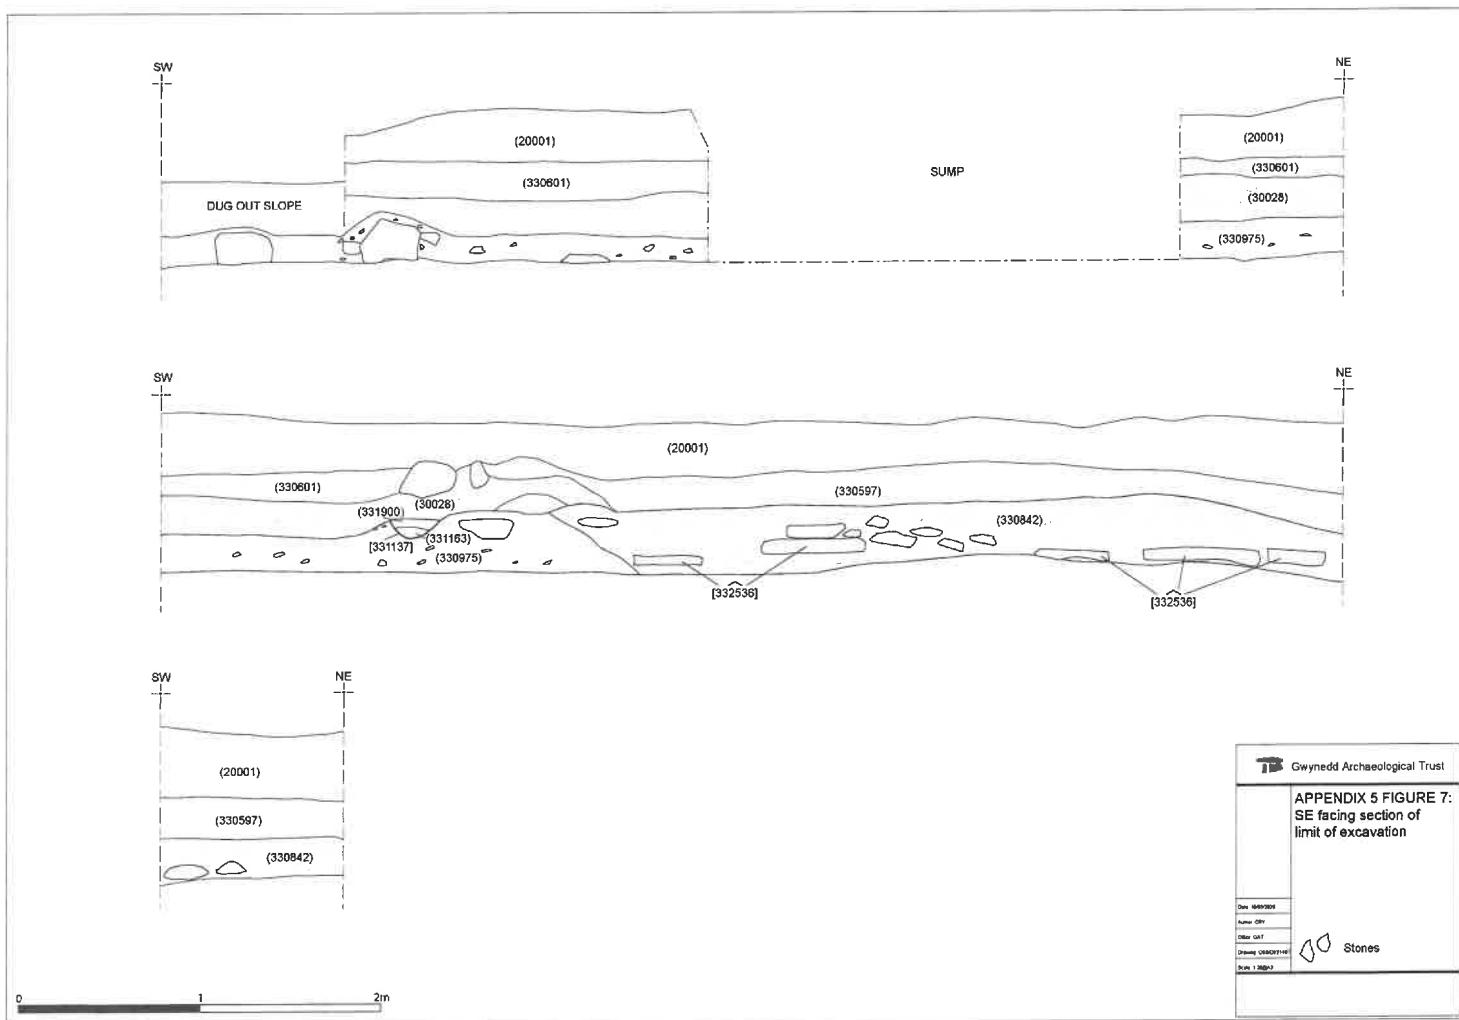 SW
NE
(20001)
(330601)
DUG OUT SLOPE
SUMP
(20001)
(330601)
(30028)
(330975)
SW
NE
(20001)
(330601)
(330597)
(30028)
(331900)
(330842)
(331163)
[331137]
(330975)
[332536]
[332536]
SW
NE
(20001)
(330597)
(330842)
Gwynedd Archaeological Trust
APPENDIX 5 FIGURE 7:
SE facing section of
limit of excavation
Stones
0 1 2m